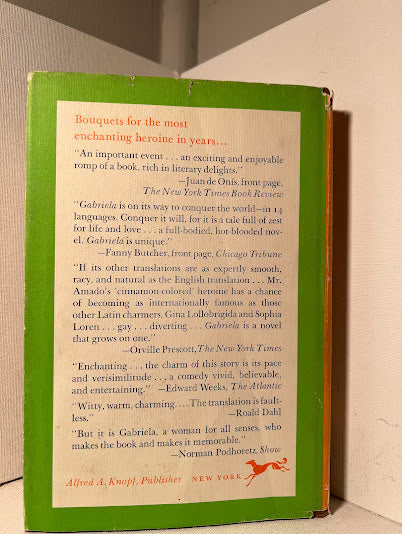 Bouquets for the most
enchanting heroine in years...
"An important event . . . an exciting and enjoyable
romp of a book, rich in literary delights."
—Juan de Onís, front page,
The New York Times Book Review
"Gabriela is on its way to conquer the world—in 14
languages. Conquer it will, for it is a tale full of zest
for life and love . . . a full-bodied, hot-blooded nov-
el. Gabriela is unique."
—Fanny Butcher, front page, Chicago Tribune
"If its other translations are as expertly smooth,
racy, and natural as the English translation . . . Mr.
Amado's 'cinnamon-colored' heroine has a chance
of becoming as internationally famous as those
other Latin charmers, Gina Lollobrigida and Sophia
Loren . . . gay . . . diverting . . . Gabriela is a novel
that grows on one."
—Orville Prescott, The New York Times
"Enchanting . . . the charm of this story is its pace
and verisimilitude . . . a comedy vivid, believable,
and entertaining." —Edward Weeks, The Atlantic
"Witty, warm, charming. . . . The translation is fault-
less." —Roald Dahl
"But it is Gabriela, a woman for all senses, who
makes the book and makes it memorable."
—Norman Podhoretz, Show
Alfred A. Knopf, Publisher NEW YORK